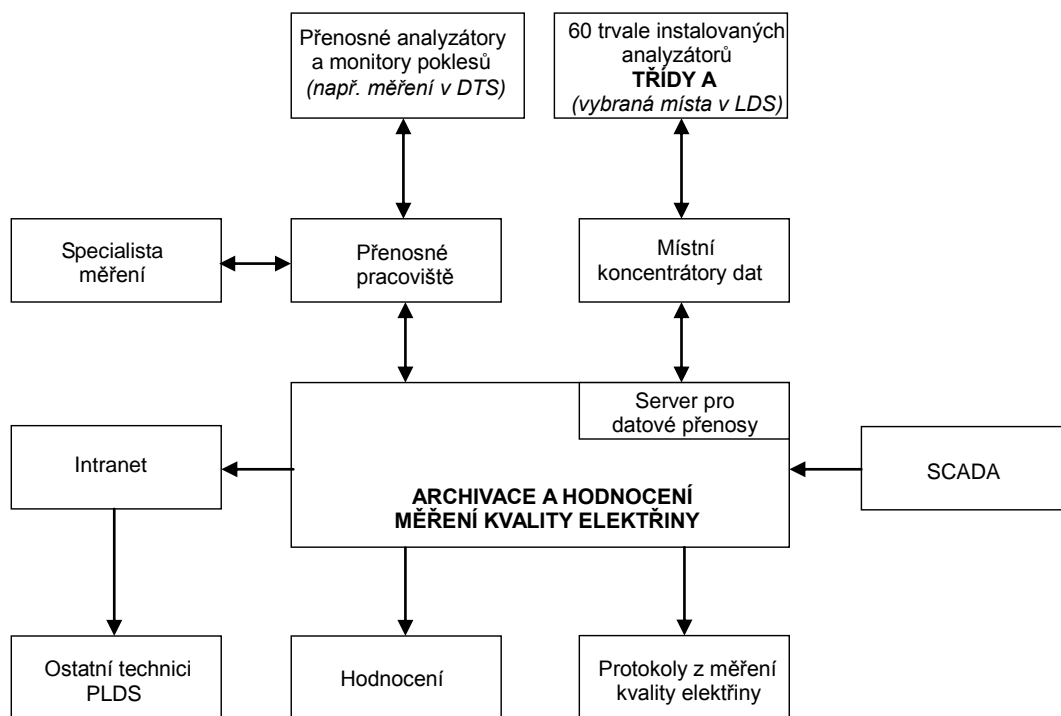 Přenosné analyzátory
a monitory poklesů
(např. měření v DTS)
60 trvale instalovaných
analyzátorů
TŘÍDY A
(vybraná místa v LDS)
Specialista
měření
Přenosné
pracoviště
Místní
koncentrátory dat
Server pro
datové přenosy
Intranet
ARCHIVACE A HODNOCENÍ
MĚŘENÍ KVALITY ELEKTŘINY
SCADA
Ostatní technici
PLDS
Hodnocení
Protokoly z měření
kvality elektřiny